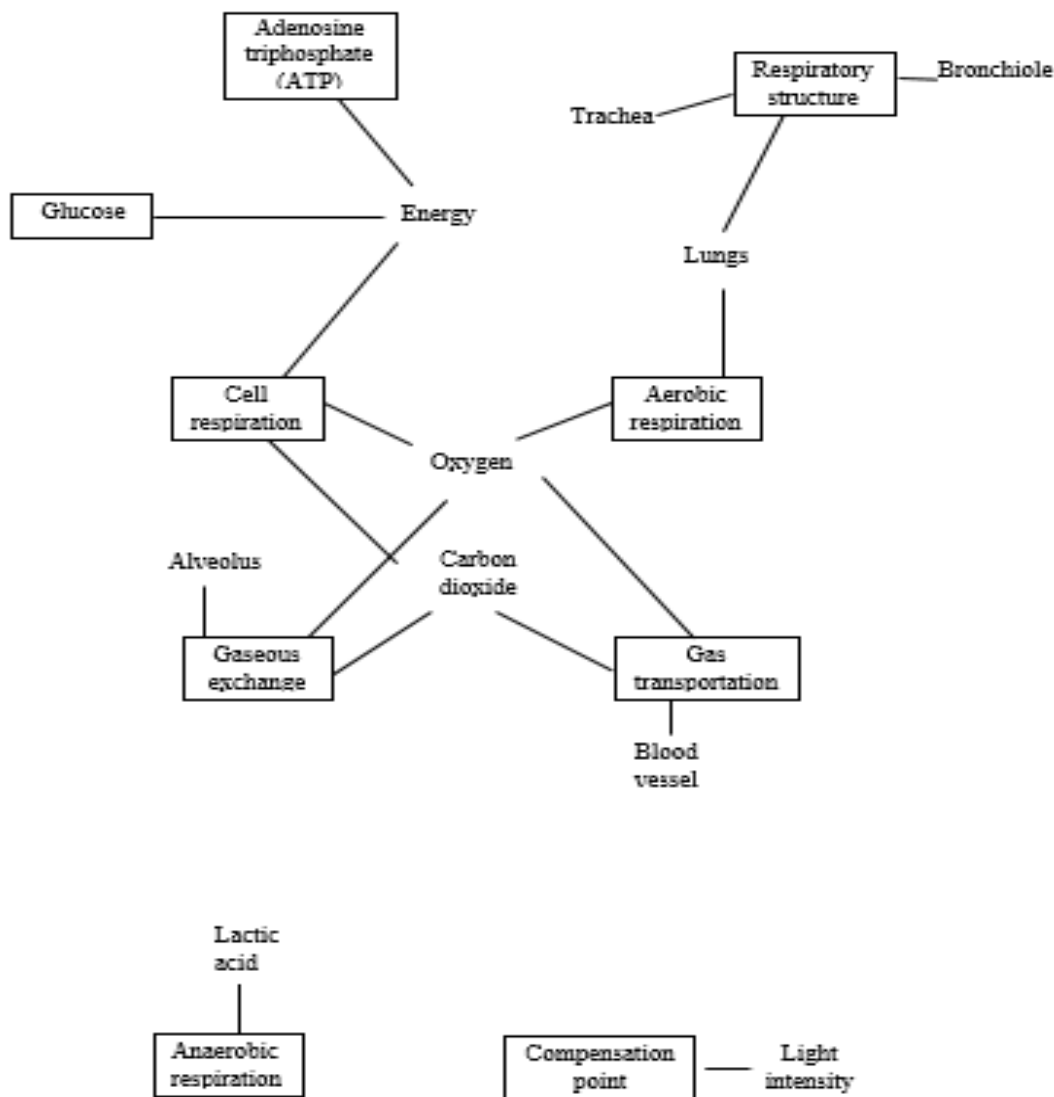 Adenosine
triphosphate
(ATP)
Respiratory
structure
Bronchiole
Trachea
Glucose
Energy
Lungs
Cell
respiration
Aerobic
respiration
Oxygen
Alveolus
Carbon
dioxide
Gaseous
exchange
Gas
transportation
Blood
vessel
Lactic
acid
Anaerobic
respiration
Compensation
point
Light
intensity